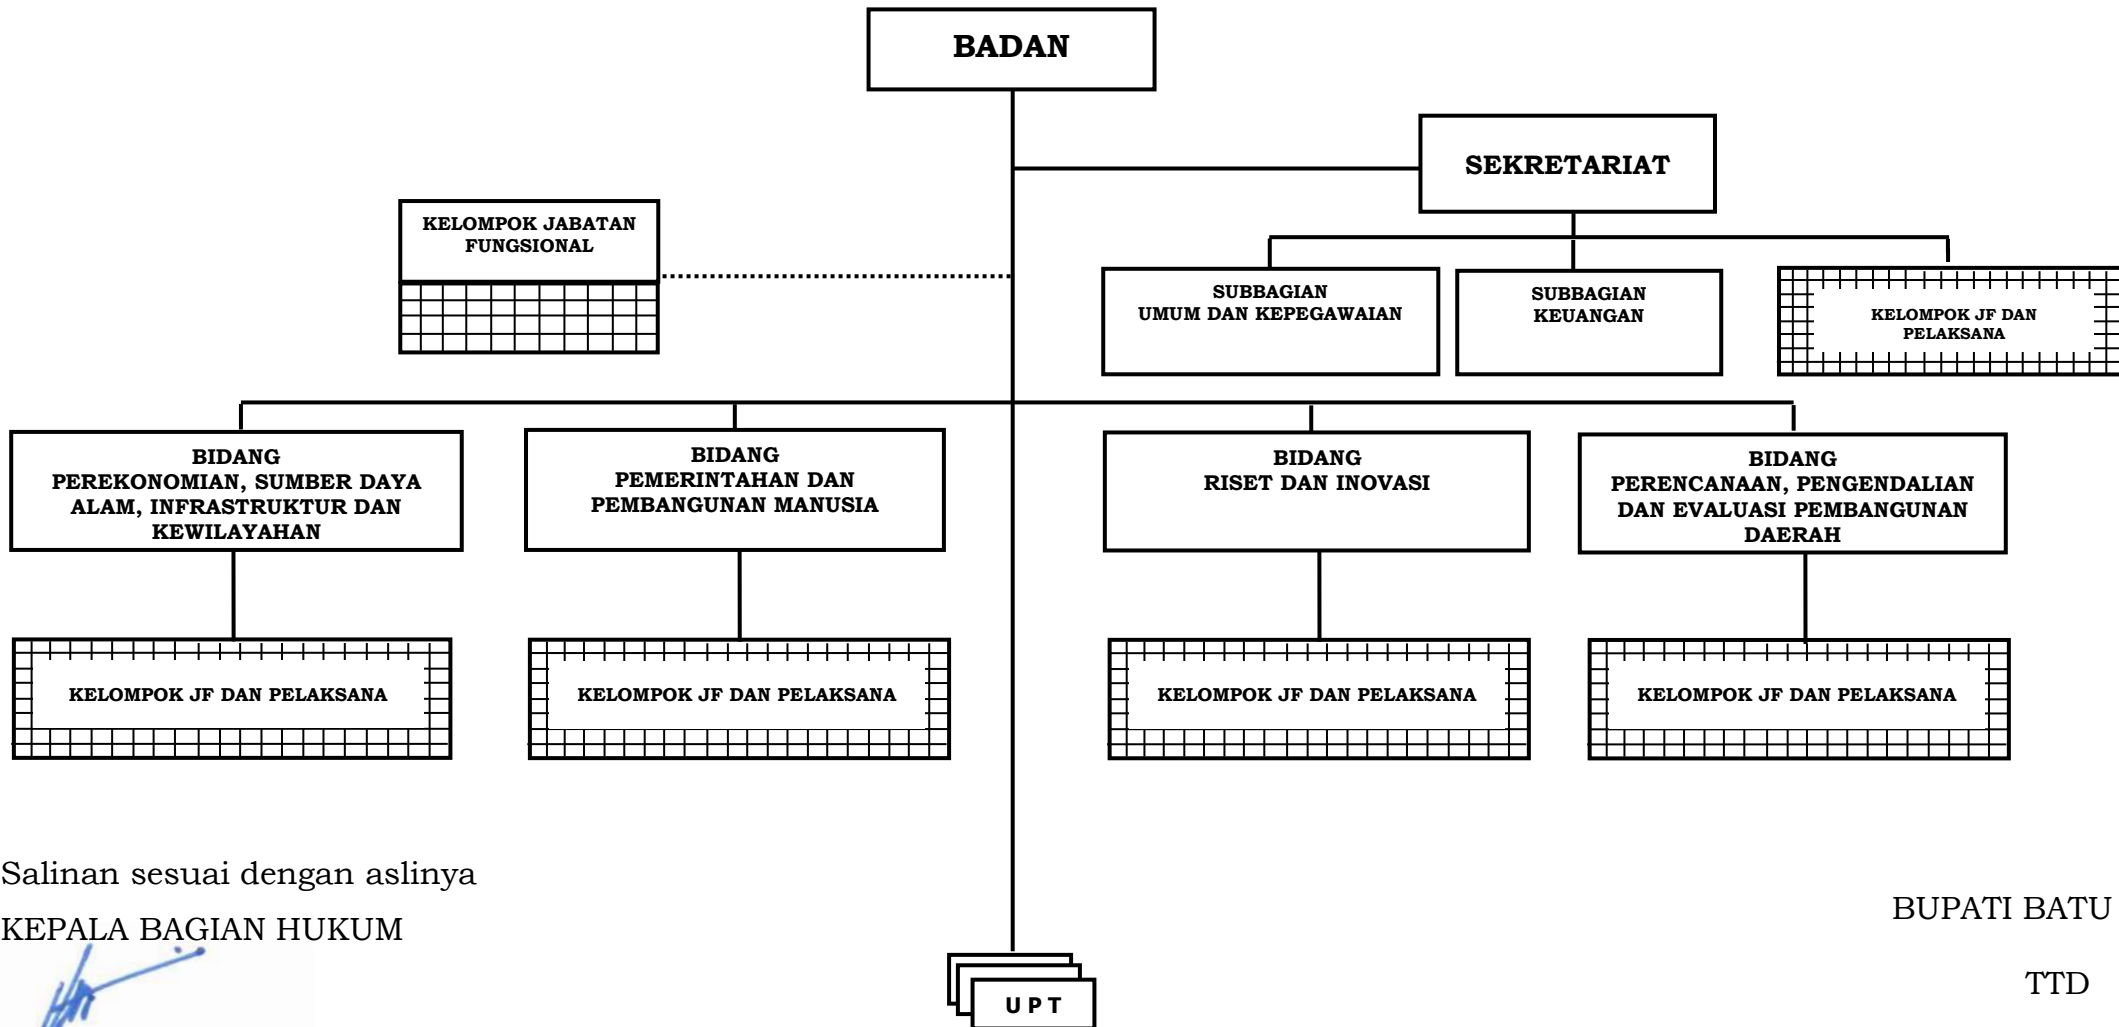 BADAN
SEKRETARIAT
KELOMPOK JABATAN
FUNGSIONAL
SUBBAGIAN
UMUM DAN KEPEGAWAIAN
SUBBAGIAN
KEUANGAN
KELOMPOK JF DAN
PELAKSANA
BIDANG
PEREKONOMIAN, SUMBER DAYA
ALAM, INFRASTRUKTUR DAN
KEWILAYAHAN
BIDANG
PEMERINTAHAN DAN
PEMBANGUNAN MANUSIA
BIDANG
RISET DAN INOVASI
BIDANG
PERENCANAAN, PENGENDALIAN
DAN EVALUASI PEMBANGUNAN
DAERAH
KELOMPOK JF DAN PELAKSANA
KELOMPOK JF DAN PELAKSANA
KELOMPOK JF DAN PELAKSANA
KELOMPOK JF DAN PELAKSANA
Salinan sesuai dengan aslinya
KEPALA BAGIAN HUKUM
BUPATI BATU
TTD
UPT